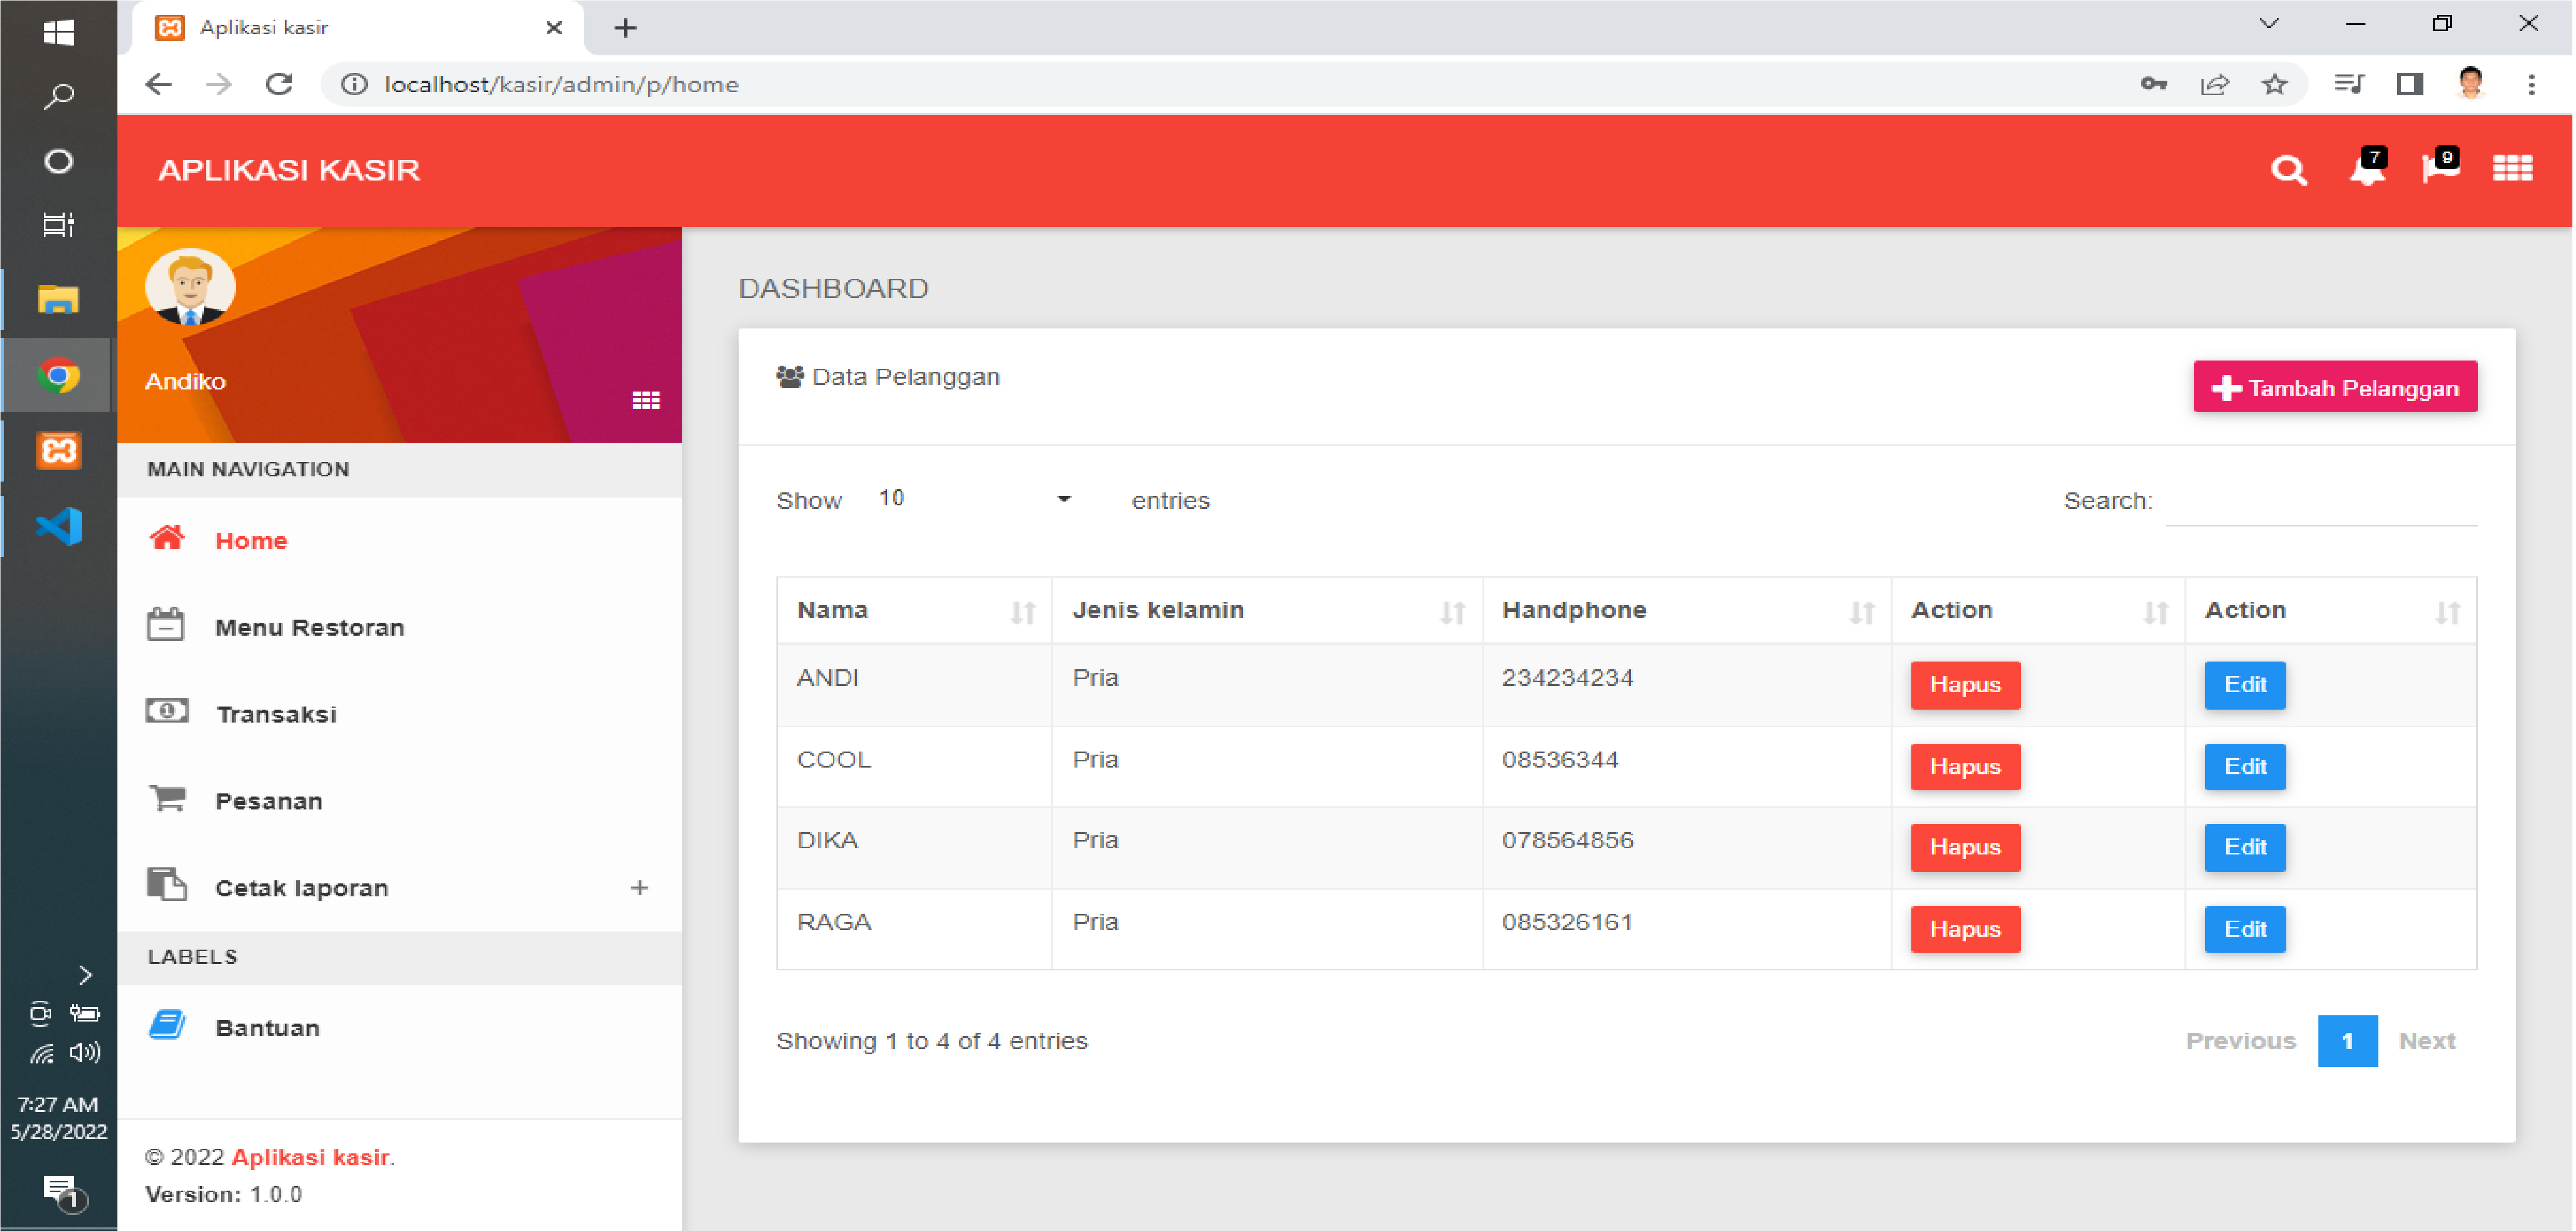 Aplikasi kasir
localhost/kasir/admin/p/home
APLIKASI KASIR
7
9
Andiko
MAIN NAVIGATION
Home
Menu Restoran
Transaksi
Pesanan
Cetak laporan +
LABELS
Bantuan
© 2022 Aplikasi kasir.
Version: 1.0.0
DASHBOARD
Data Pelanggan
Tambah Pelanggan
Show 10 entries
Search:
Nama Jenis kelamin Handphone Action Action
ANDI Pria 234234234 Hapus Edit
COOL Pria 08536344 Hapus Edit
DIKA Pria 078564856 Hapus Edit
RAGA Pria 085326161 Hapus Edit
Showing 1 to 4 of 4 entries
Previous 1 Next
7:27 AM
5/28/2022
1